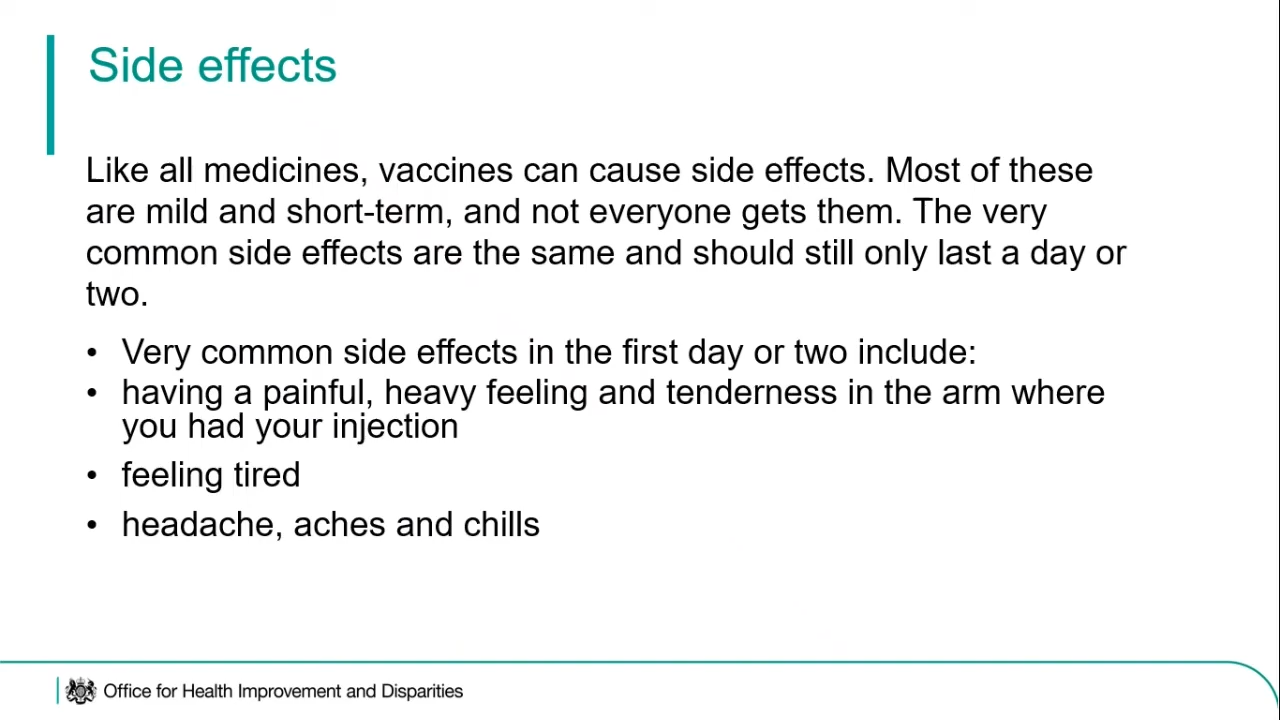 Side effects
Like all medicines, vaccines can cause side effects. Most of these
are mild and short-term, and not everyone gets them. The very
common side effects are the same and should still only last a day or
two.
• Very common side effects in the first day or two include:
• having a painful, heavy feeling and tenderness in the arm where
you had your injection
• feeling tired
• headache, aches and chills
Office for Health Improvement and Disparities